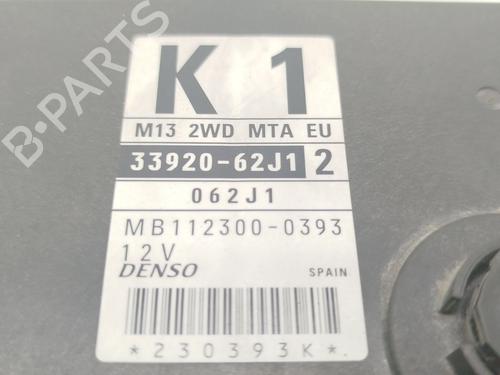 B-PARTS
K 1
M13 2WD MTA EU
33920-62J1 2
062J1
MB112300-0393
12V
DENSO SPAIN
*230393K*.